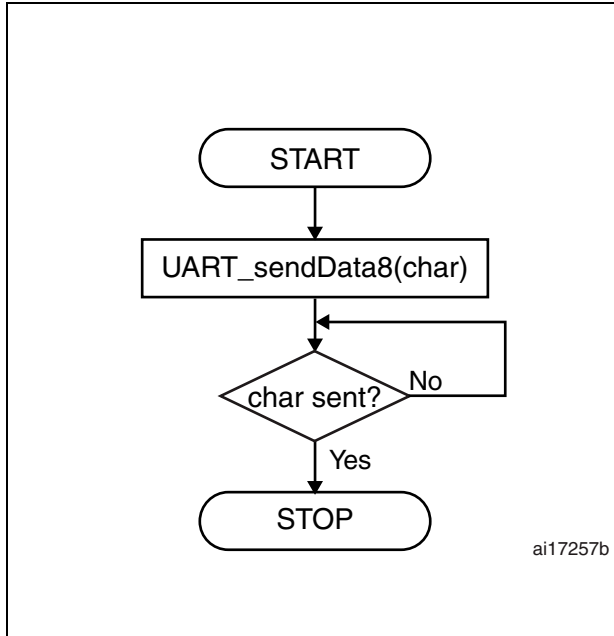 START
UART_sendData8(char)
char sent?
No
Yes
STOP
ai17257b